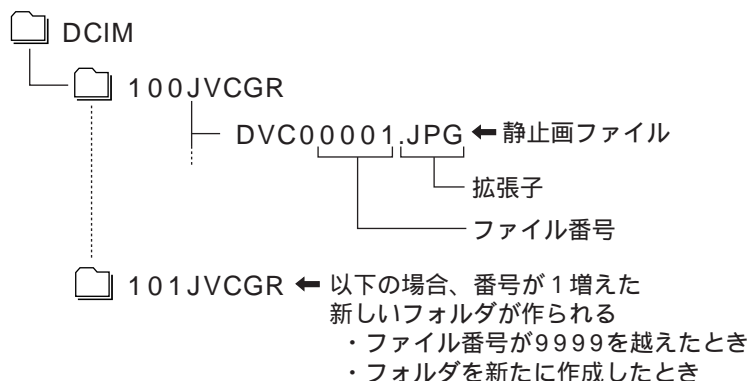 DCIM
100JVCGR
DVC00001.JPG ⬅ 静止画ファイル
拡張子
ファイル番号
101JVCGR ⬅ 以下の場合、番号が1増えた
新しいフォルダが作られる
・ファイル番号が9999を越えたとき
・フォルダを新たに作成したとき